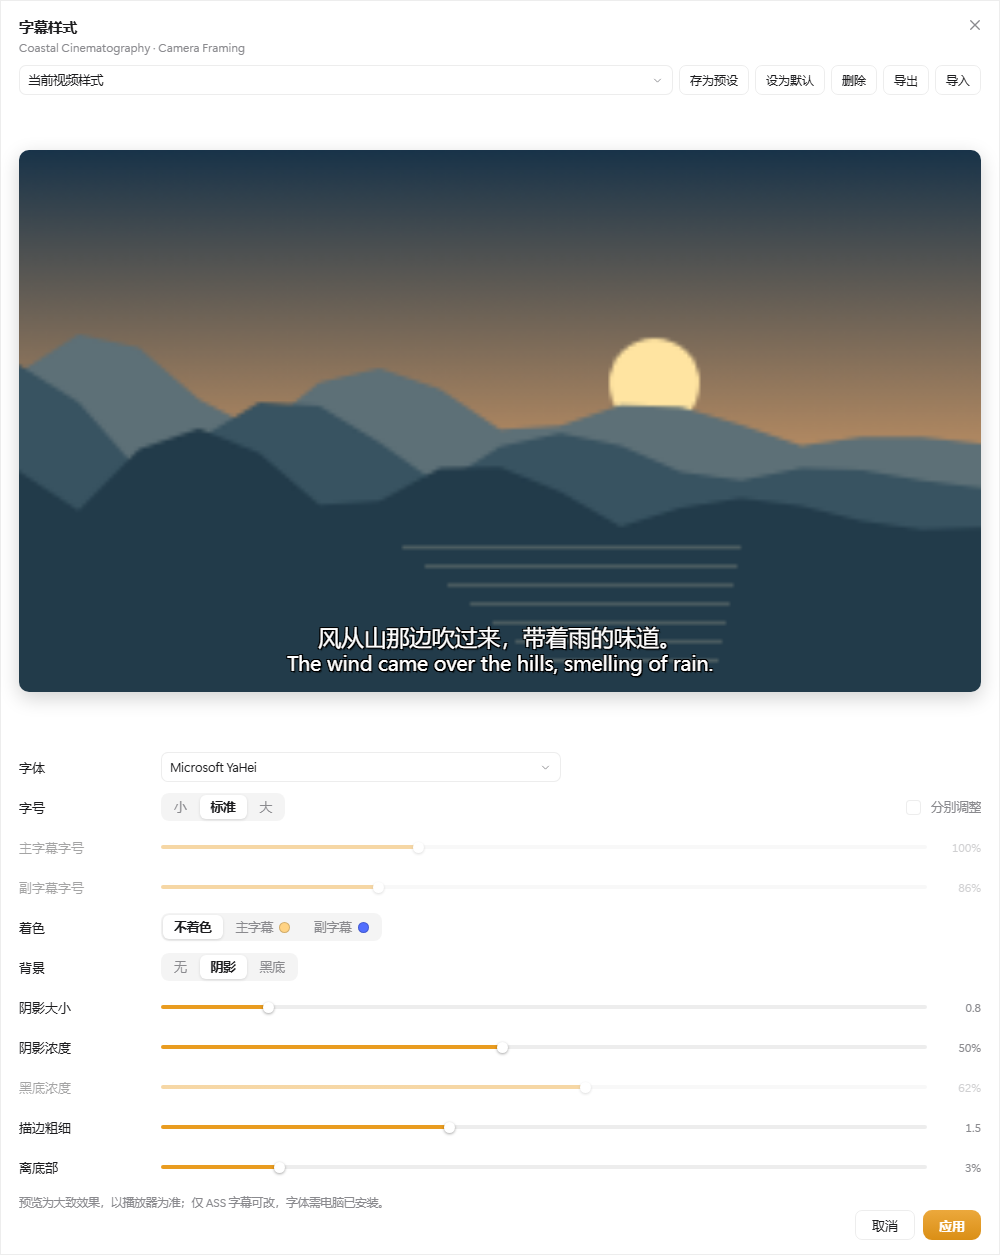 字幕样式
Coastal Cinematography · Camera Framing
当前视频样式
存为预设
设为默认
删除
导出
导入
风从山那边吹过来，带着雨的味道。
The wind came over the hills, smelling of rain.
字体
Microsoft YaHei
字号
小 标准 大
分别调整
主字幕字号
100%
副字幕字号
86%
着色
不着色 主字幕 副字幕
背景
无 阴影 黑底
阴影大小
0.8
阴影浓度
50%
黑底浓度
62%
描边粗细
1.5
离底部
3%
预览为大致效果，以播放器为准；仅 ASS 字幕可改，字体需电脑已安装。
取消
应用